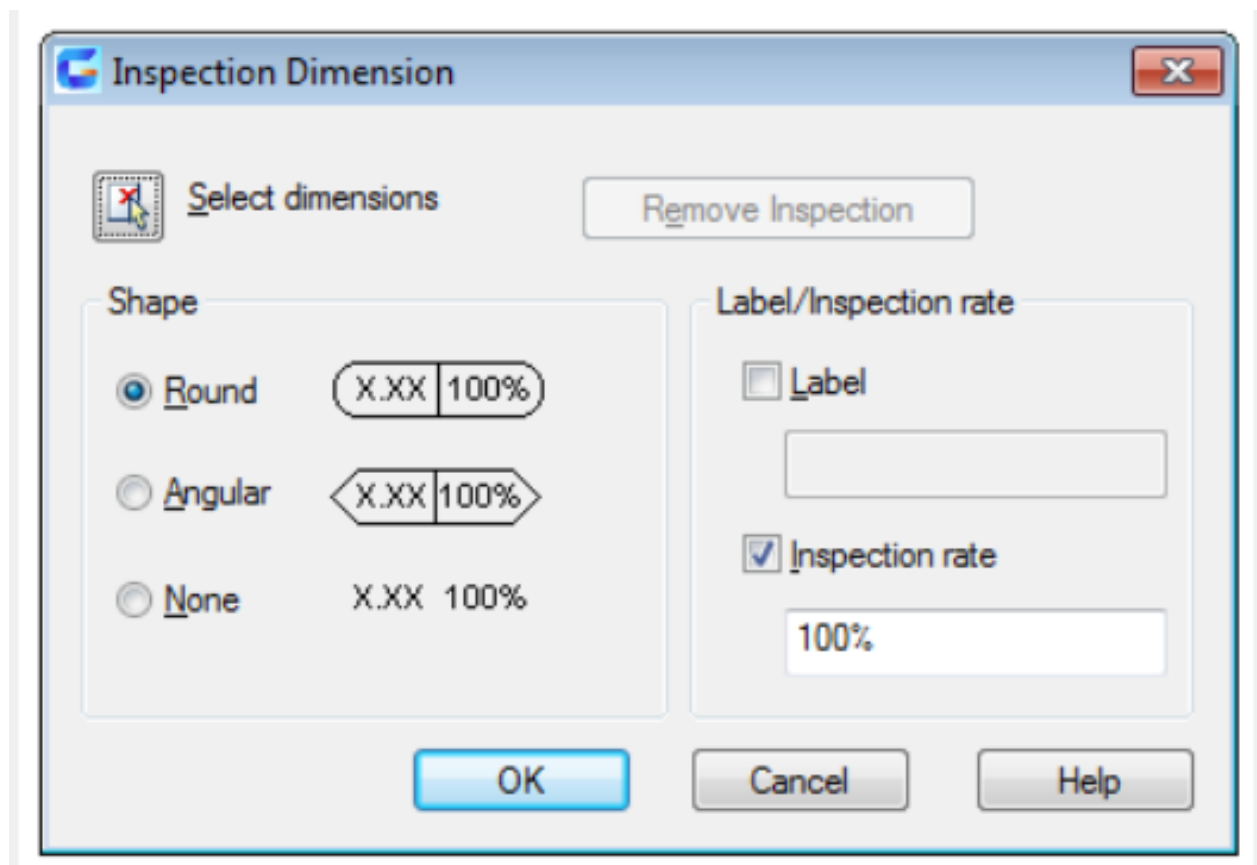 Inspection Dimension
Select dimensions
Remove Inspection
Shape
Round
X.XX 100%
Angular
X.XX 100%
None
X.XX 100%
Label/Inspection rate
Label
Inspection rate
100%
OK
Cancel
Help